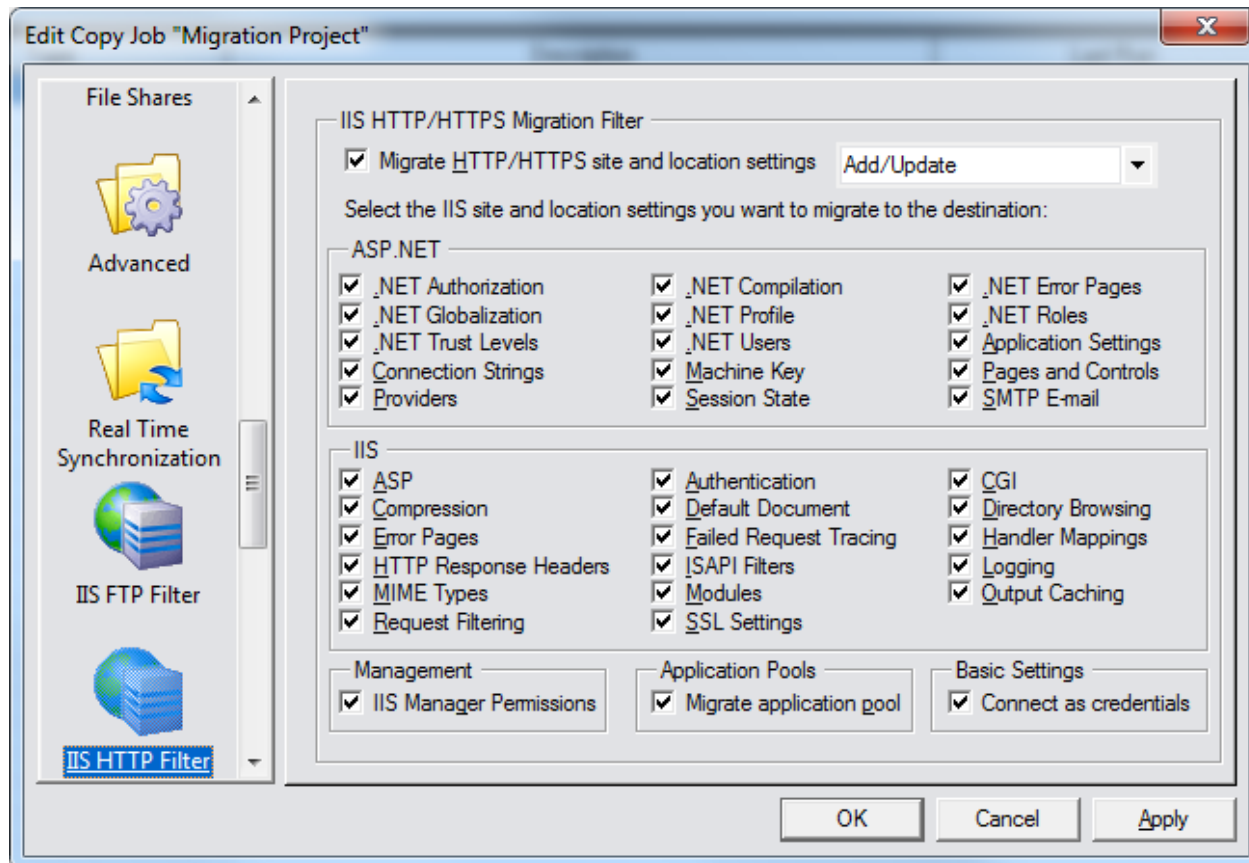 Edit Copy Job "Migration Project"
File Shares
Advanced
Real Time
Synchronization
IIS FTP Filter
IIS HTTP Filter
IIS HTTP/HTTPS Migration Filter
Migrate HTTP/HTTPS site and location settings Add/Update
Select the IIS site and location settings you want to migrate to the destination:
ASP.NET
.NET Authorization .NET Compilation .NET Error Pages
.NET Globalization .NET Profile .NET Roles
.NET Trust Levels .NET Users Application Settings
Connection Strings Machine Key Pages and Controls
Providers Session State SMTP E-mail
IIS
ASP Authentication CGI
Compression Default Document Directory Browsing
Error Pages Failed Request Tracing Handler Mappings
HTTP Response Headers ISAPI Filters Logging
MIME Types Modules Output Caching
Request Filtering SSL Settings
Management Application Pools Basic Settings
IIS Manager Permissions Migrate application pool Connect as credentials
OK Cancel Apply